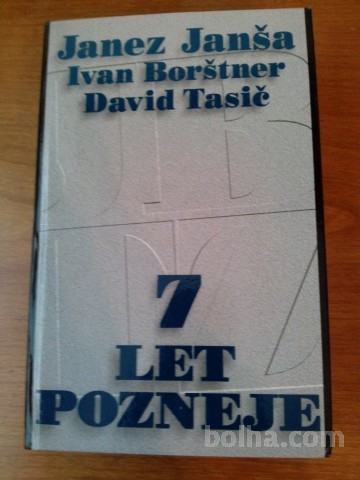 Janez Janša
Ivan Borštner
David Tasič
7
LET
POZNEJE
bolha.com